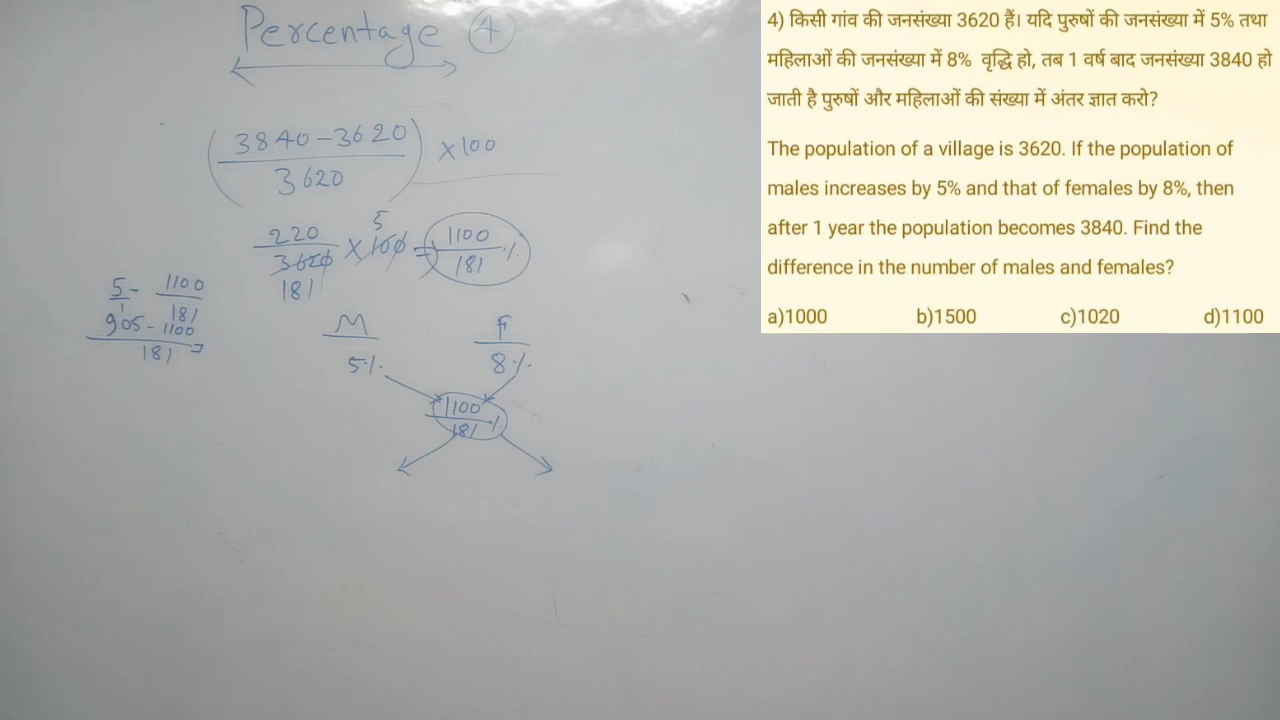 Percentage 4
3840-3620
3620
×100
220
3620
181
×100
5
=
1100
181
%
5 - 1100
1 181
905-1100
181
M
F
5%
8%
1100
181
%
4) किसी गांव की जनसंख्या 3620 हैं। यदि पुरुषों की जनसंख्या में 5% तथा
महिलाओं की जनसंख्या में 8% वृद्धि हो, तब 1 वर्ष बाद जनसंख्या 3840 हो
जाती है पुरुषों और महिलाओं की संख्या में अंतर ज्ञात करो?
The population of a village is 3620. If the population of
males increases by 5% and that of females by 8%, then
after 1 year the population becomes 3840. Find the
difference in the number of males and females?
a)1000 b)1500 c)1020 d)1100